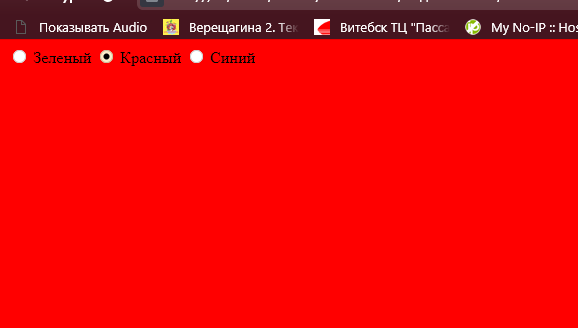 Показывать Audio Верещагина 2. Тек Витебск ТЦ "Пасса My No-IP :: Hos
Зеленый Красный Синий